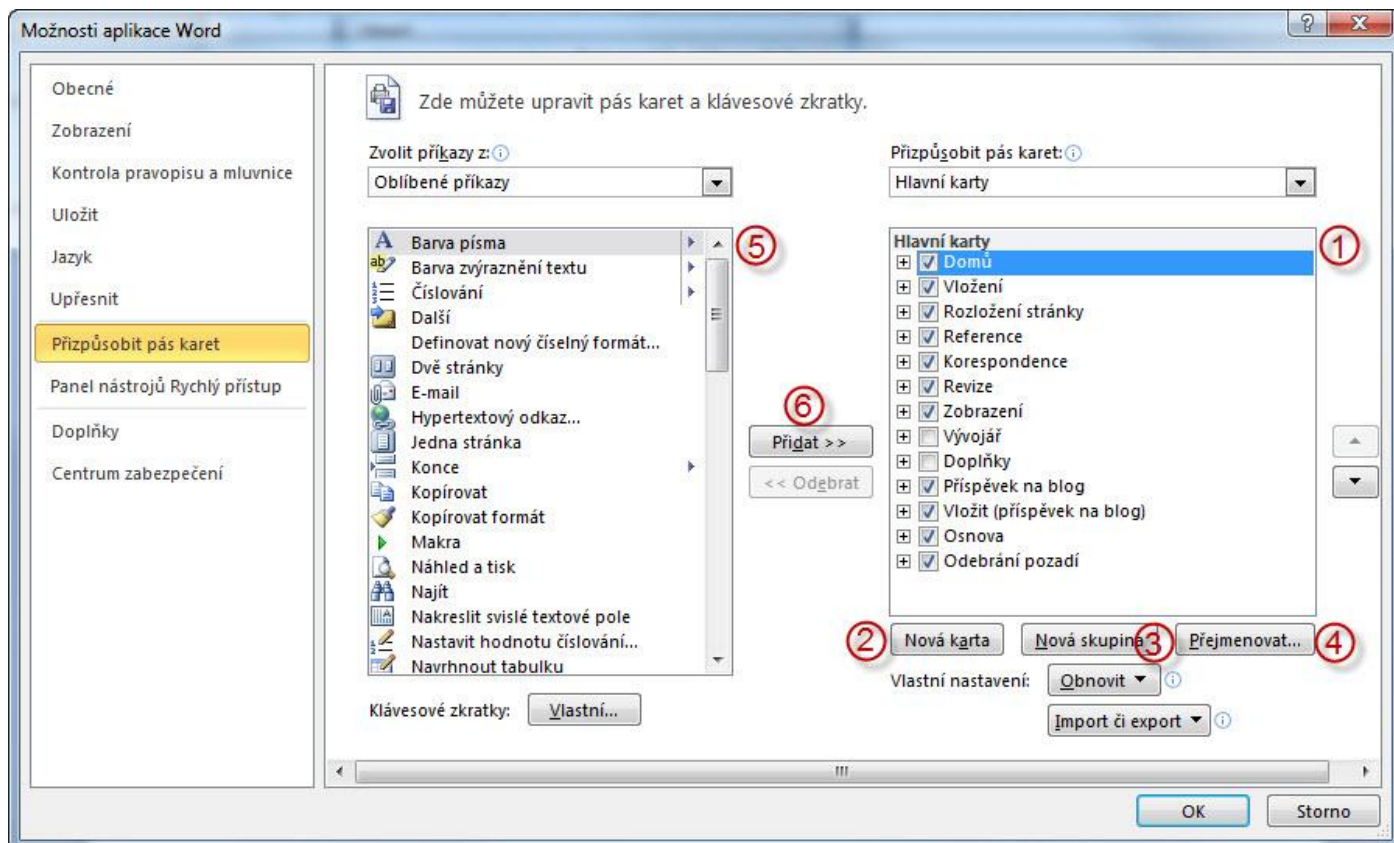 Možnosti aplikace Word
Obecné
Zobrazení
Kontrola pravopisu a mluvnice
Uložit
Jazyk
Upřesnit
Přizpůsobit pás karet
Panel nástrojů Rychlý přístup
Doplňky
Centrum zabezpečení
Zde můžete upravit pás karet a klávesové zkratky.
Zvolit příkazy z:
Oblíbené příkazy
Barva písma
Barva zvýraznění textu
Číslování
Další
Definovat nový číselný formát...
Dvě stránky
E-mail
Hypertextový odkaz...
Jedna stránka
Konce
Kopírovat
Kopírovat formát
Makra
Náhled a tisk
Najít
Nakreslit svislé textové pole
Nastavit hodnotu číslování...
Navrhnout tabulku
5
Klávesové zkratky: Vlastní...
6
Přidat >>
<< Odebrat
Přizpůsobit pás karet:
Hlavní karty
Hlavní karty
1
Domů
Vložení
Rozložení stránky
Reference
Korespondence
Revize
Zobrazení
Vývojář
Doplňky
Příspěvek na blog
Vložit (příspěvek na blog)
Osnova
Odebrání pozadí
2 Nová karta Nová skupina 3 Přejmenovat... 4
Vlastní nastavení: Obnovit
Import či export
OK Storno